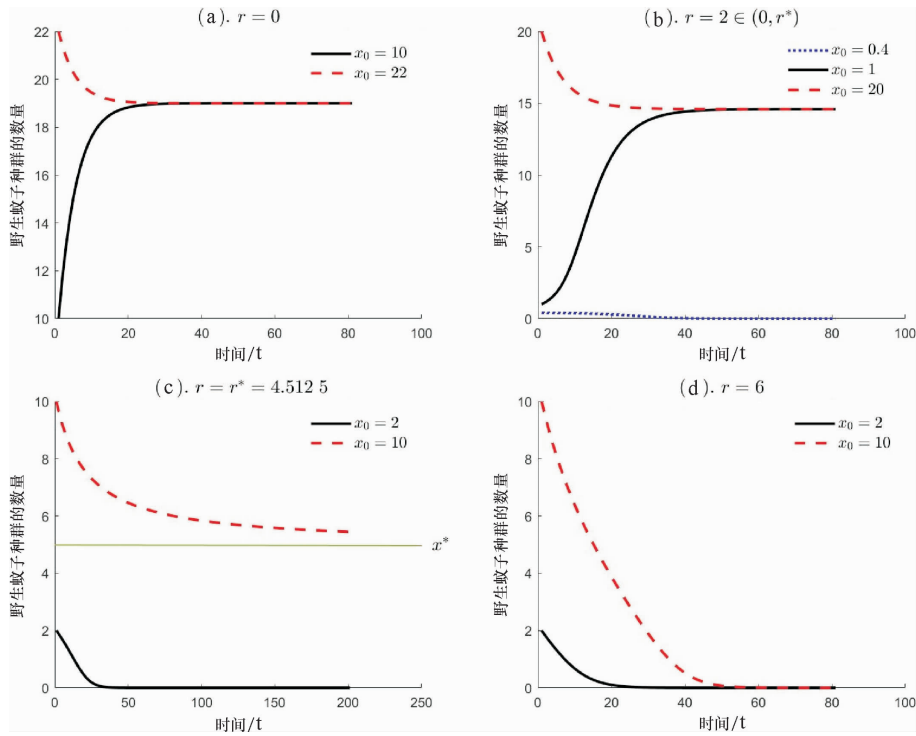 (a). r = 0
22
20
18
16
14
12
10
0
20
40
60
80
100
野生蚊子种群的数量
时间/t
x₀ = 10
x₀ = 22
(b). r = 2 ∈ (0, r*)
20
15
10
5
0
0
20
40
60
80
100
野生蚊子种群的数量
时间/t
x₀ = 0.4
x₀ = 1
x₀ = 20
(c). r = r* = 4.512 5
10
8
6
4
2
0
0
50
100
150
200
250
野生蚊子种群的数量
时间/t
x₀ = 2
x₀ = 10
x*
(d). r = 6
10
8
6
4
2
0
0
20
40
60
80
100
野生蚊子种群的数量
时间/t
x₀ = 2
x₀ = 10